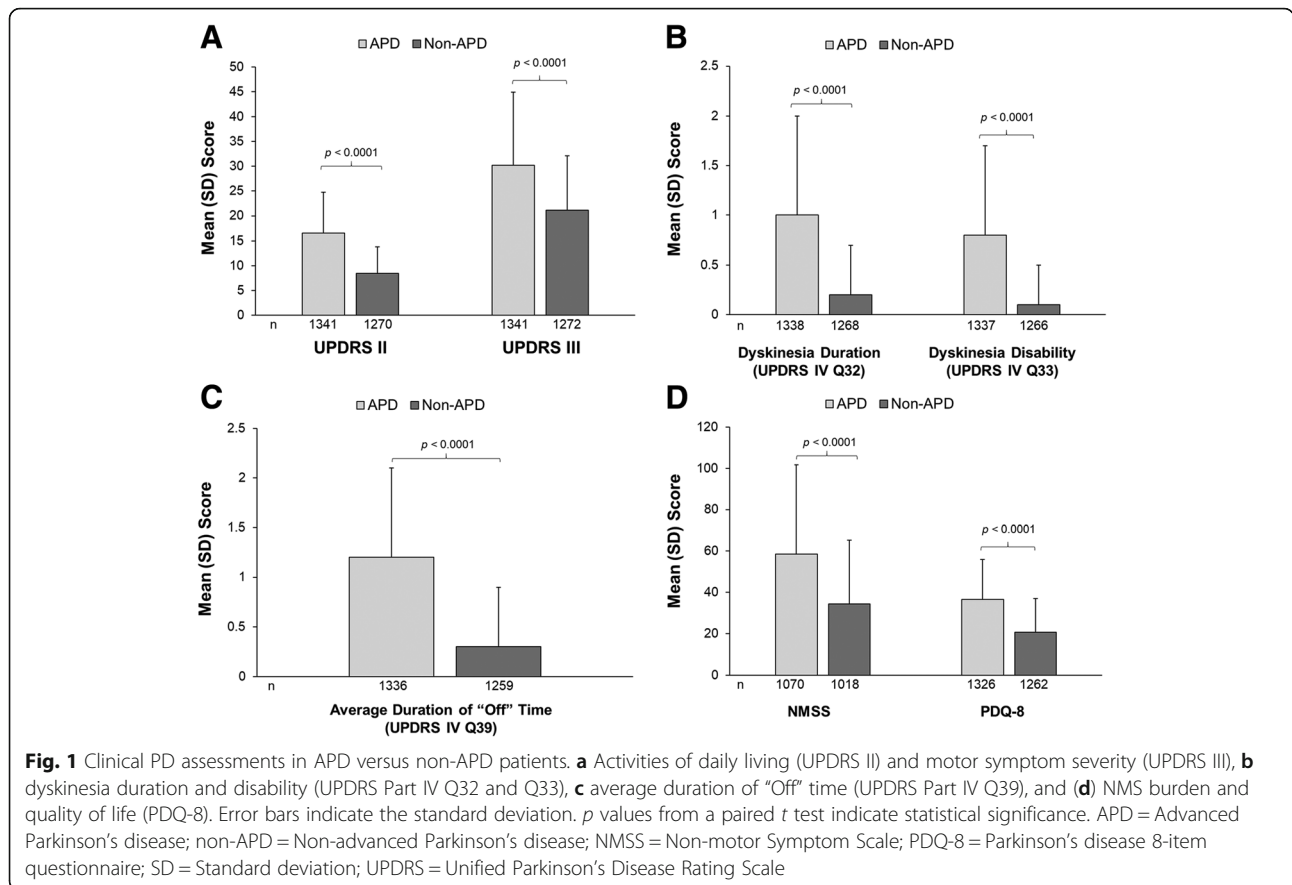 A
APD Non-APD
Mean (SD) Score
50
45
40
35
30
25
20
15
10
5
0
p < 0.0001
p < 0.0001
n 1341 1270 1341 1272
UPDRS II UPDRS III
B
APD Non-APD
Mean (SD) Score
2.5
2
1.5
1
0.5
0
p < 0.0001
p < 0.0001
n 1338 1268 1337 1266
Dyskinesia Duration Dyskinesia Disability
(UPDRS IV Q32) (UPDRS IV Q33)
C
APD Non-APD
Mean (SD) Score
2.5
2
1.5
1
0.5
0
p < 0.0001
n 1336 1259
Average Duration of “Off” Time
(UPDRS IV Q39)
D
APD Non-APD
Mean (SD) Score
120
100
80
60
40
20
0
p < 0.0001
p < 0.0001
n 1070 1018 1326 1262
NMSS PDQ-8
Fig. 1 Clinical PD assessments in APD versus non-APD patients. a Activities of daily living (UPDRS II) and motor symptom severity (UPDRS III), b
dyskinesia duration and disability (UPDRS Part IV Q32 and Q33), c average duration of “Off” time (UPDRS Part IV Q39), and (d) NMS burden and
quality of life (PDQ-8). Error bars indicate the standard deviation. p values from a paired t test indicate statistical significance. APD = Advanced
Parkinson’s disease; non-APD = Non-advanced Parkinson’s disease; NMSS = Non-motor Symptom Scale; PDQ-8 = Parkinson’s disease 8-item
questionnaire; SD = Standard deviation; UPDRS = Unified Parkinson’s Disease Rating Scale